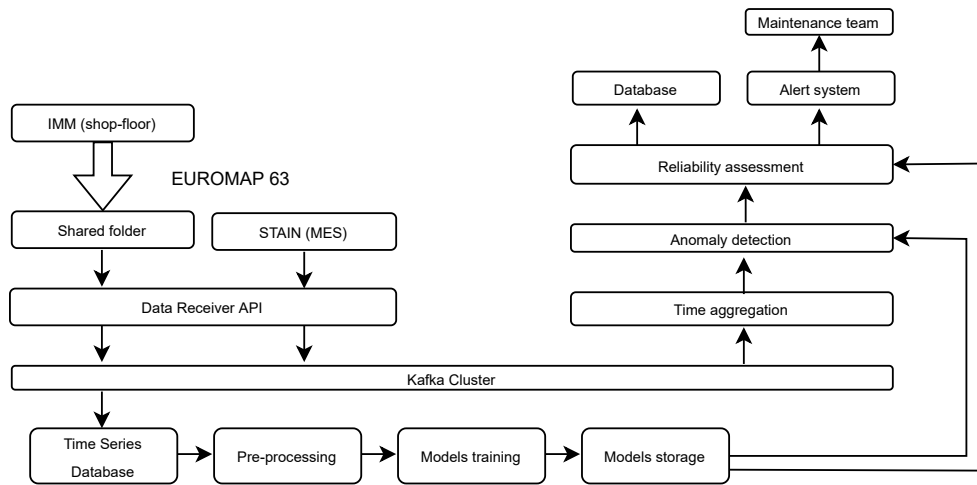 Maintenance team
Database
Alert system
IMM (shop-floor)
Reliability assessment
EUROMAP 63
Shared folder
STAIN (MES)
Anomaly detection
Data Receiver API
Time aggregation
Kafka Cluster
Time Series
Database
Pre-processing
Models training
Models storage